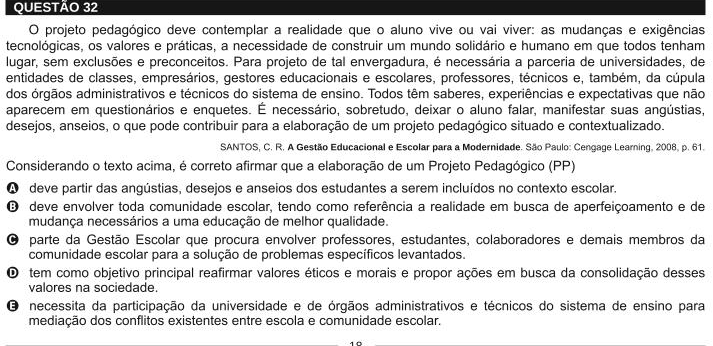 QUESTÃO 32
O projeto pedagógico deve contemplar a realidade que o aluno vive ou vai viver: as mudanças e exigências
tecnológicas, os valores e práticas, a necessidade de construir um mundo solidário e humano em que todos tenham
lugar, sem exclusões e preconceitos. Para projeto de tal envergadura, é necessária a parceria de universidades, de
entidades de classes, empresários, gestores educacionais e escolares, professores, técnicos e, também, da cúpula
dos órgãos administrativos e técnicos do sistema de ensino. Todos têm saberes, experiências e expectativas que não
aparecem em questionários e enquetes. É necessário, sobretudo, deixar o aluno falar, manifestar suas angústias,
desejos, anseios, o que pode contribuir para a elaboração de um projeto pedagógico situado e contextualizado.
SANTOS, C. R. A Gestão Educacional e Escolar para a Modernidade. São Paulo: Cengage Learning, 2008, p. 61.
Considerando o texto acima, é correto afirmar que a elaboração de um Projeto Pedagógico (PP)
A deve partir das angústias, desejos e anseios dos estudantes a serem incluídos no contexto escolar.
B deve envolver toda comunidade escolar, tendo como referência a realidade em busca de aperfeiçoamento e de
mudança necessários a uma educação de melhor qualidade.
C parte da Gestão Escolar que procura envolver professores, estudantes, colaboradores e demais membros da
comunidade escolar para a solução de problemas específicos levantados.
D tem como objetivo principal reafirmar valores éticos e morais e propor ações em busca da consolidação desses
valores na sociedade.
E necessita da participação da universidade e de órgãos administrativos e técnicos do sistema de ensino para
mediação dos conflitos existentes entre escola e comunidade escolar.
18